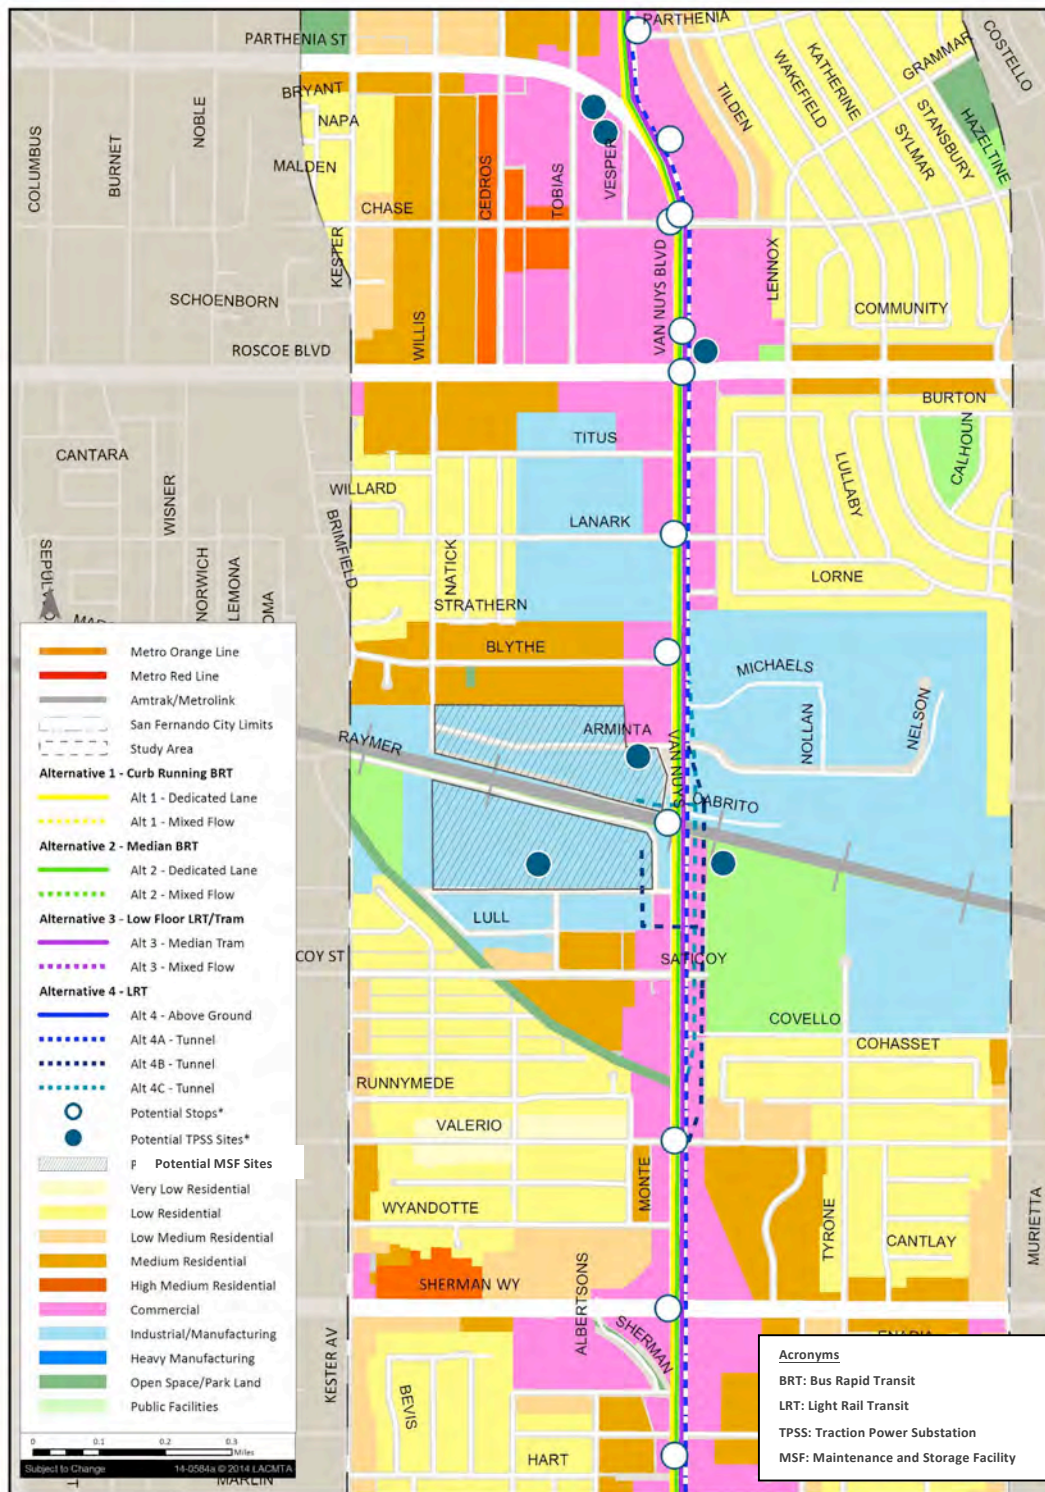 PARTHENIA
PARTHENIA ST
COSTELLO
GRAMMAR
KATHERINE
WAKEFIELD
BRYANT
TILDEN
NOBLE
NAPA
STANSBURY
HAZELTINE
SYLMAR
COLUMBUS
BURNET
MALDEN
VESPER
CEDROS
TOBIAS
CHASE
KESTER
VAN NUYS BLVD
LENNOX
SCHOENBORN
COMMUNITY
WILLIS
ROSCOE BLVD
BURTON
CALHOUN
TITUS
CANTARA
LULLABY
WILLARD
WISNER
LANARK
BRIMFIELD
NATICK
LORNE
NORWICH
LEMONA
STRATHERN
BLYTHE
MICHAELS
NELSON
NOLLAN
ARMINTA
RAYMER
VAN NUYS
CABRITO
LULL
COY ST
SATICOY
COVELLO
COHASSET
RUNNYMEDE
VALERIO
MONTE
WYANDOTTE
TYRONE
CANTLAY
MURIETTA
SHERMAN WY
ALBERTSONS
SHERMAN
KESTER AV
BEVIS
HART
MARLIN
Metro Orange Line
Metro Red Line
Amtrak/Metrolink
San Fernando City Limits
Study Area
Alternative 1 - Curb Running BRT
Alt 1 - Dedicated Lane
Alt 1 - Mixed Flow
Alternative 2 - Median BRT
Alt 2 - Dedicated Lane
Alt 2 - Mixed Flow
Alternative 3 - Low Floor LRT/Tram
Alt 3 - Median Tram
Alt 3 - Mixed Flow
Alternative 4 - LRT
Alt 4 - Above Ground
Alt 4A - Tunnel
Alt 4B - Tunnel
Alt 4C - Tunnel
Potential Stops*
Potential TPSS Sites*
Potential MSF Sites
Very Low Residential
Low Residential
Low Medium Residential
Medium Residential
High Medium Residential
Commercial
Industrial/Manufacturing
Heavy Manufacturing
Open Space/Park Land
Public Facilities
0 0.1 0.2 0.3
Miles
Subject to Change 14-0584a © 2014 LACMTA
Acronyms
BRT: Bus Rapid Transit
LRT: Light Rail Transit
TPSS: Traction Power Substation
MSF: Maintenance and Storage Facility